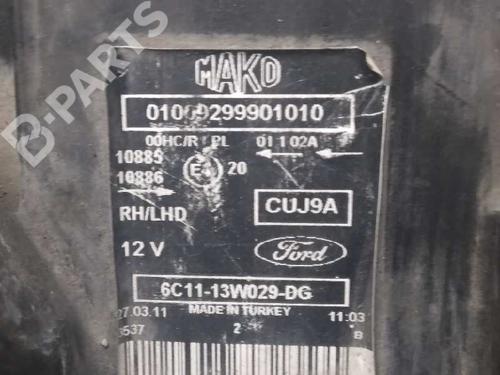 B-PARTS
MAKO
01009299901010
00HC/R PL 01 1 02A
10885
10886
20
RH/LHD
CUJ9A
12 V
Ford
6C11-13W029-DG
07.03.11 MADE IN TURKEY 11:03
3537 2 B